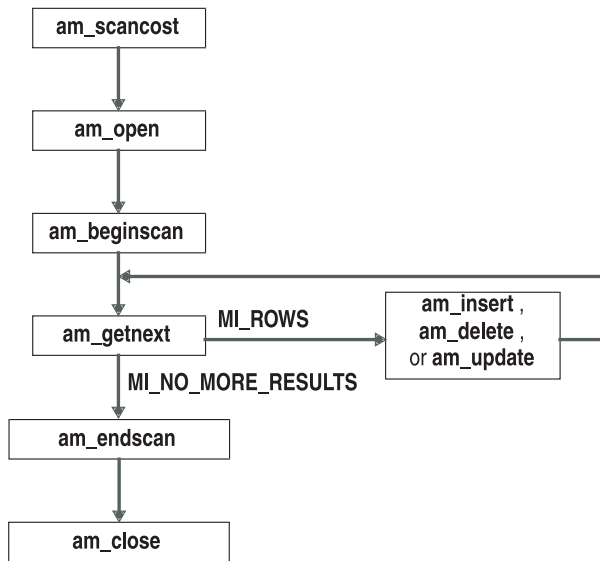 am_scancost
am_open
am_beginscan
am_getnext
MI_ROWS
am_insert ,
am_delete ,
or am_update
MI_NO_MORE_RESULTS
am_endscan
am_close